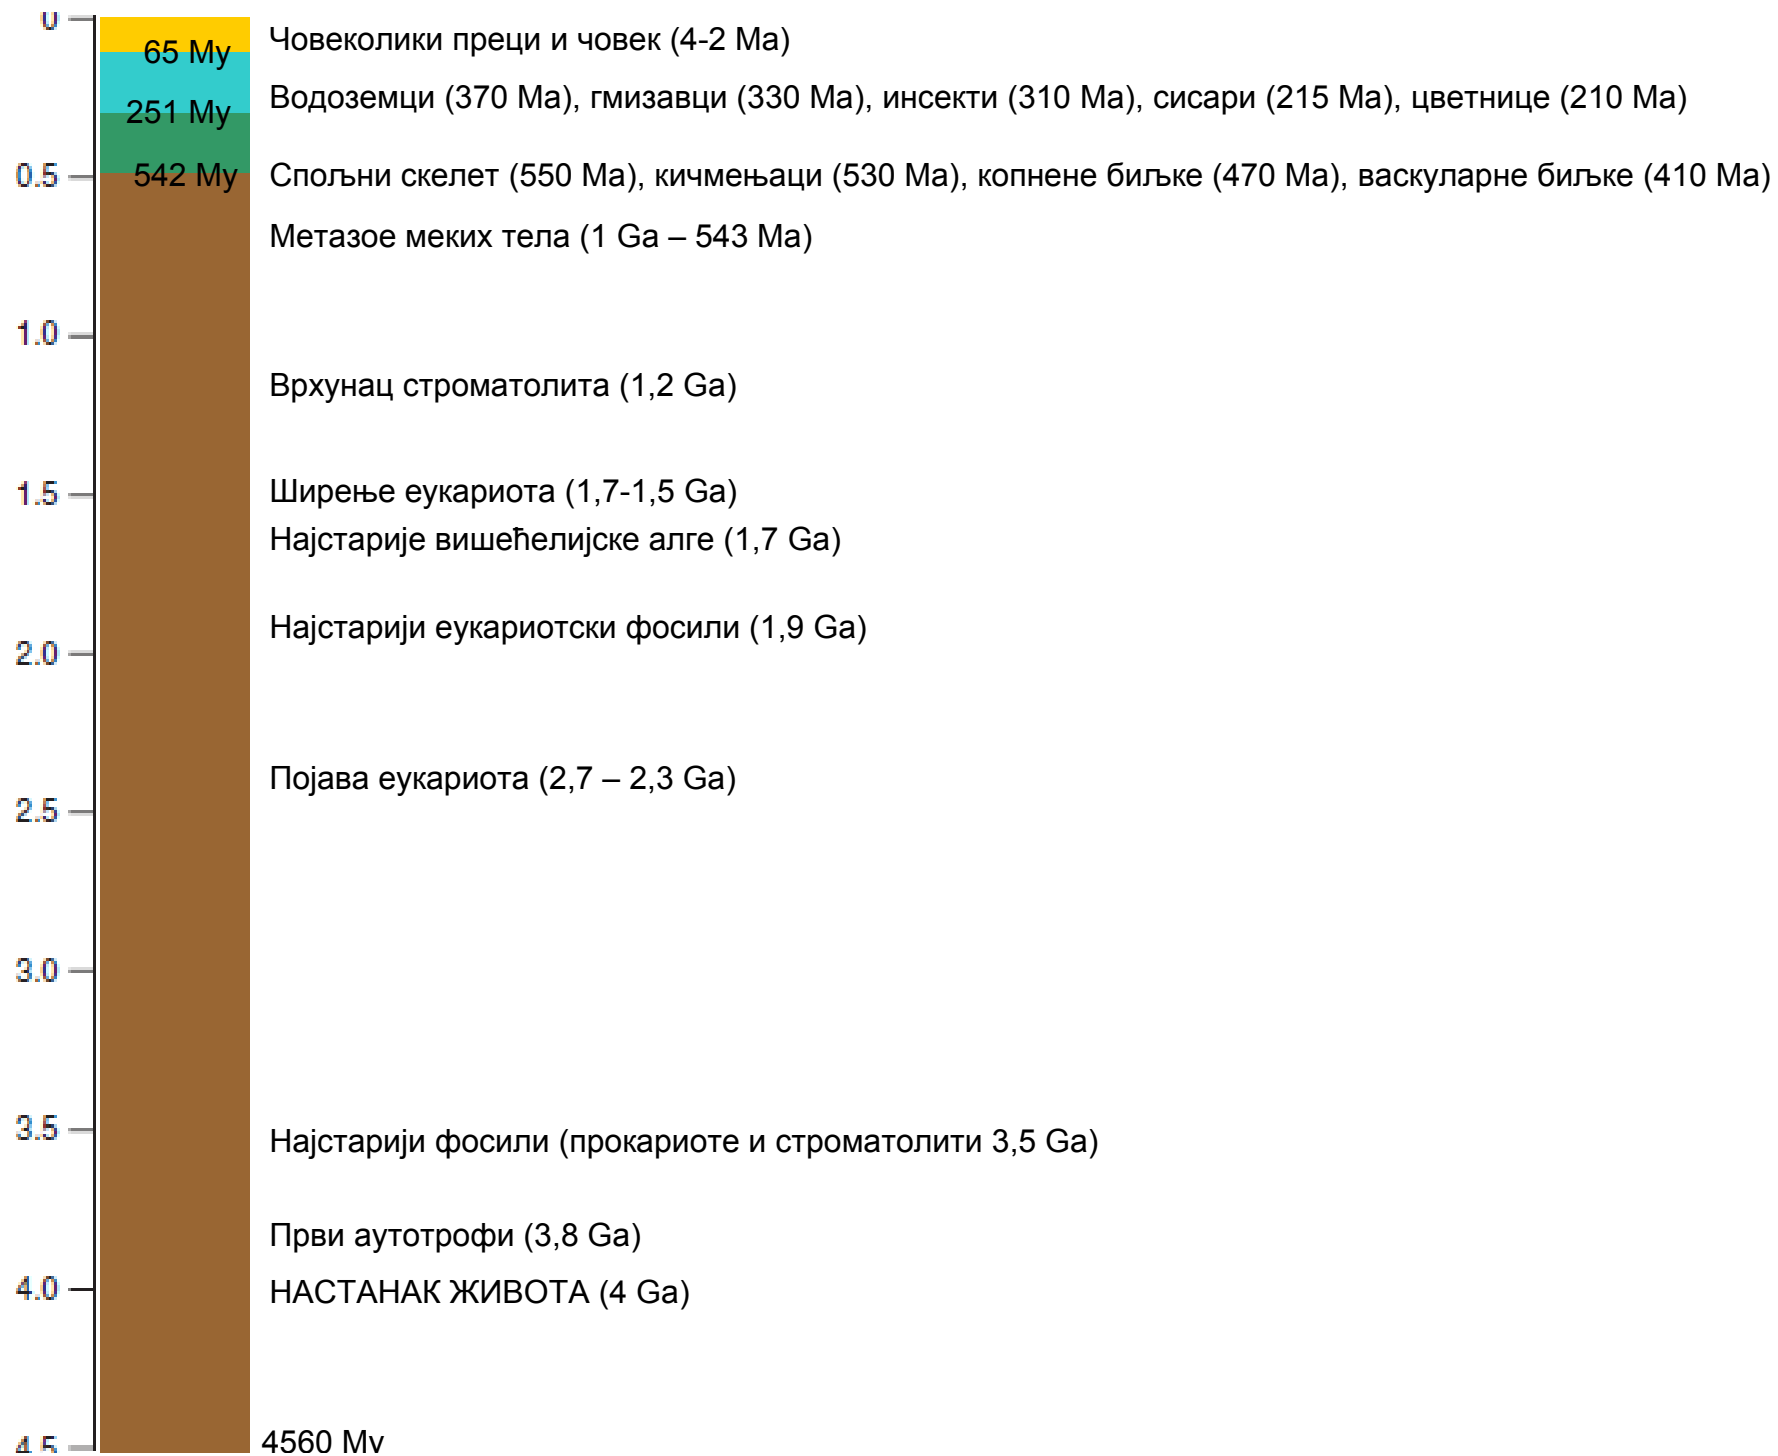 0
65 My
Човеколики преци и човек (4-2 Ma)
251 My
Водоземци (370 Ma), гмизавци (330 Ma), инсекти (310 Ma), сисари (215 Ma), цветнице (210 Ma)
0.5
542 My
Спољни скелет (550 Ma), кичмењаци (530 Ma), копнене биљке (470 Ma), васкуларне биљке (410 Ma)
Метазое меких тела (1 Ga – 543 Ma)
1.0
Врхунац строматолита (1,2 Ga)
1.5
Ширење еукариота (1,7-1,5 Ga)
Најстарије вишећелијске алге (1,7 Ga)
Најстарији еукариотски фосили (1,9 Ga)
2.0
Појава еукариота (2,7 – 2,3 Ga)
2.5
3.0
3.5
Најстарији фосили (прокариоте и строматолити 3,5 Ga)
Први аутотрофи (3,8 Ga)
4.0
НАСТАНАК ЖИВОТА (4 Ga)
4.5
4560 My